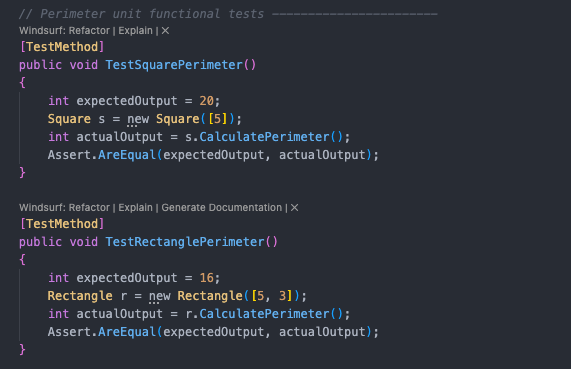 // Perimeter unit functional tests -----------------------
Windsurf: Refactor | Explain | ×
[TestMethod]
public void TestSquarePerimeter()
{
    int expectedOutput = 20;
    Square s = new Square([5]);
    int actualOutput = s.CalculatePerimeter();
    Assert.AreEqual(expectedOutput, actualOutput);
}
Windsurf: Refactor | Explain | Generate Documentation | ×
[TestMethod]
public void TestRectanglePerimeter()
{
    int expectedOutput = 16;
    Rectangle r = new Rectangle([5, 3]);
    int actualOutput = r.CalculatePerimeter();
    Assert.AreEqual(expectedOutput, actualOutput);
}